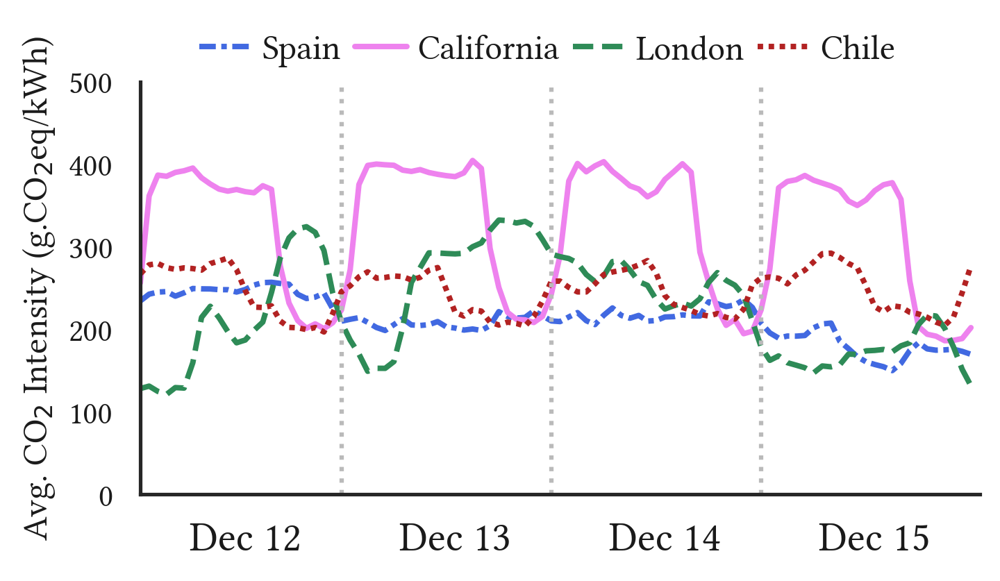 Spain California London Chile
Avg. CO₂ Intensity (g.CO₂eq/kWh)
500
400
300
200
100
0
Dec 12 Dec 13 Dec 14 Dec 15